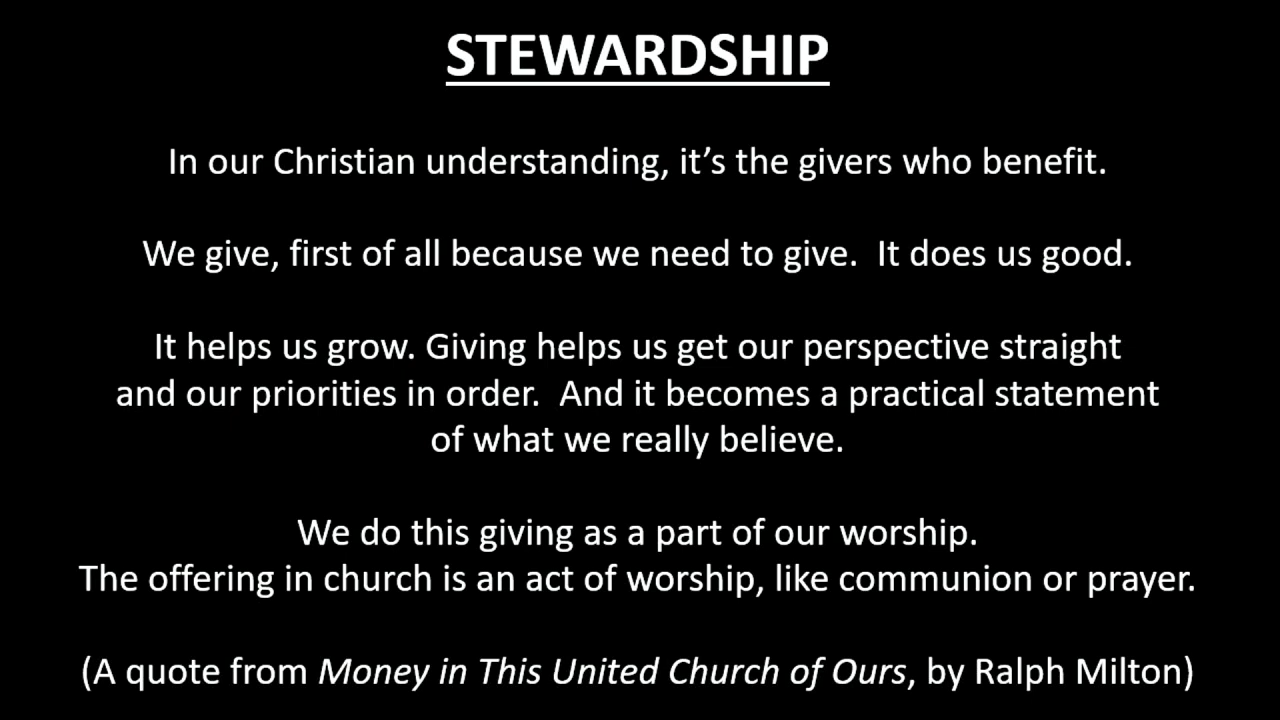 STEWARDSHIP
In our Christian understanding, it’s the givers who benefit.
We give, first of all because we need to give.  It does us good.
It helps us grow. Giving helps us get our perspective straight
and our priorities in order.  And it becomes a practical statement
of what we really believe.
We do this giving as a part of our worship.
The offering in church is an act of worship, like communion or prayer.
(A quote from Money in This United Church of Ours, by Ralph Milton)